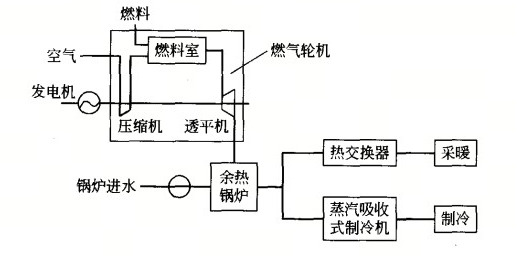 燃料
空气
燃料室
燃气轮机
发电机
压缩机
透平机
锅炉进水
余热
锅炉
热交换器
采暖
蒸汽吸收
式制冷机
制冷